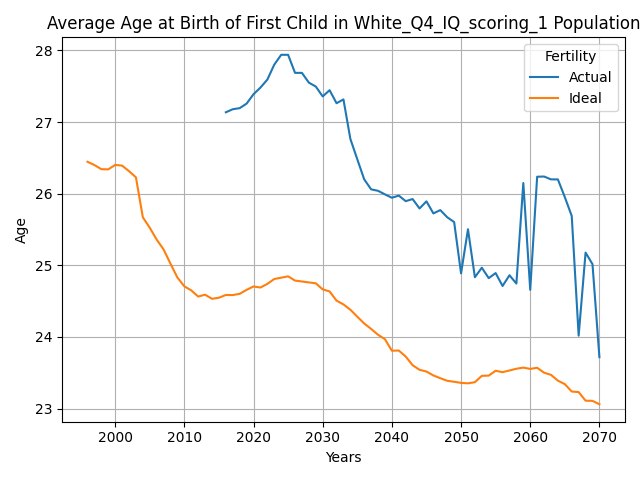 Average Age at Birth of First Child in White_Q4_IQ_scoring_1 Population
Fertility
Actual
Ideal
Age
28
27
26
25
24
23
2000
2010
2020
2030
2040
2050
2060
2070
Years